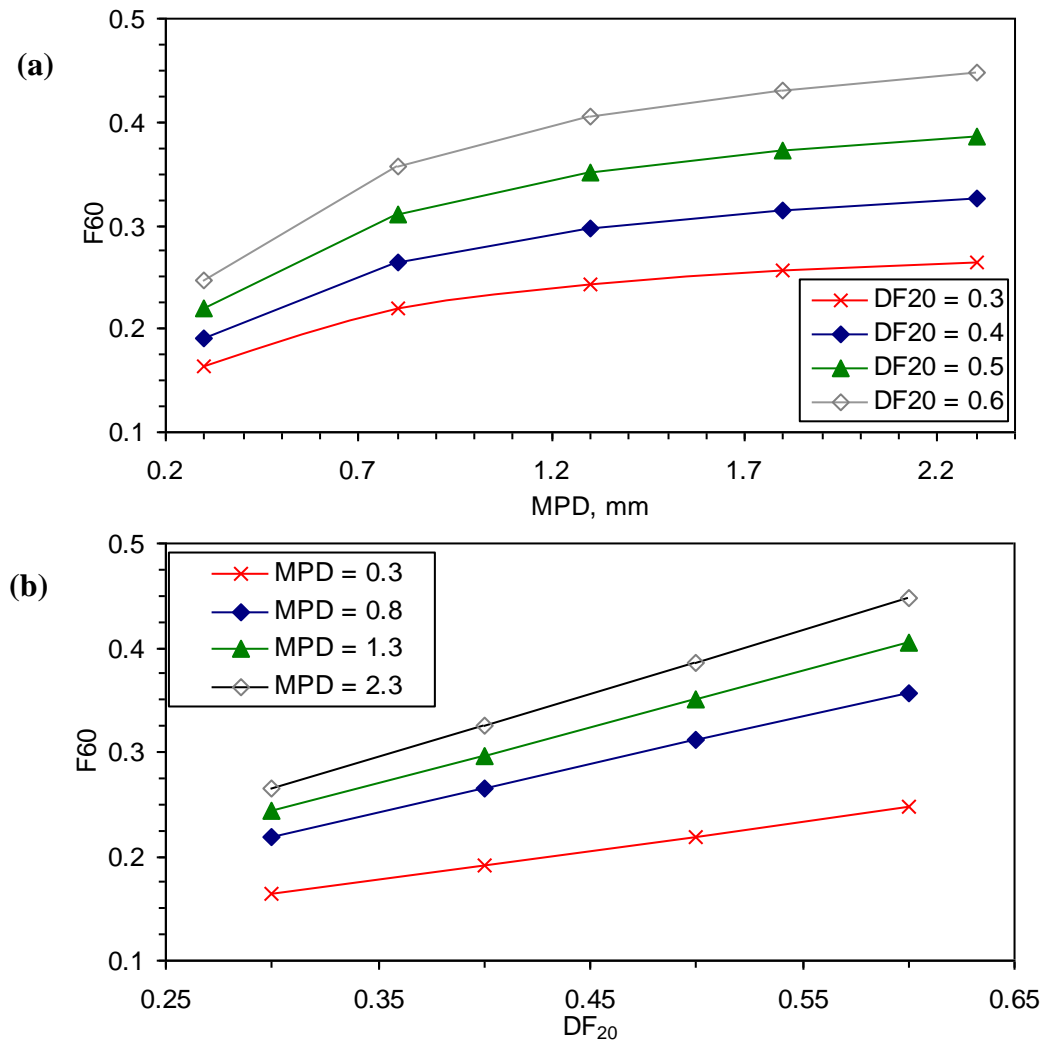 (a)
0.5
0.4
0.3
0.2
0.1
F60
DF20 = 0.3
DF20 = 0.4
DF20 = 0.5
DF20 = 0.6
0.2 0.7 1.2 1.7 2.2
MPD, mm
(b)
0.5
0.4
0.3
0.2
0.1
F60
MPD = 0.3
MPD = 0.8
MPD = 1.3
MPD = 2.3
0.25 0.35 0.45 0.55 0.65
DF₂₀